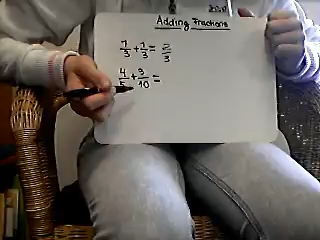 Adding Fractions
1/3 + 1/3 = 2/3
4/5 + 3/10 =